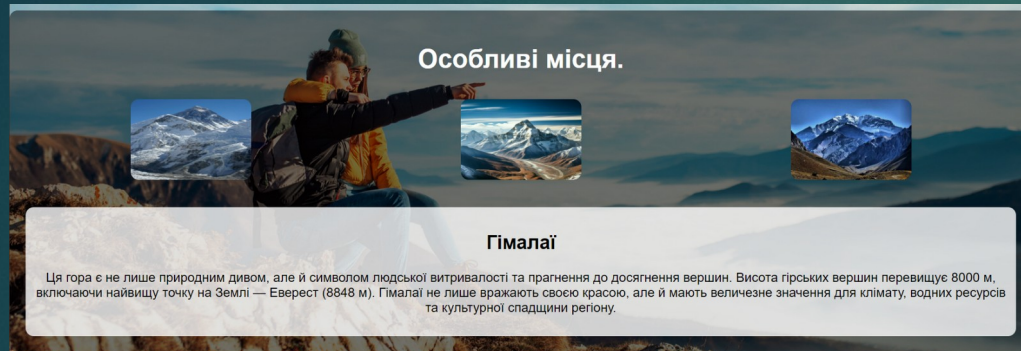 Особливі місця.
Гімалаї
Ця гора є не лише природним дивом, але й символом людської витривалості та прагнення до досягнення вершин. Висота гірських вершин перевищує 8000 м,
включаючи найвищу точку на Землі — Еверест (8848 м). Гімалаї не лише вражають своєю красою, але й мають величезне значення для клімату, водних ресурсів
та культурної спадщини регіону.